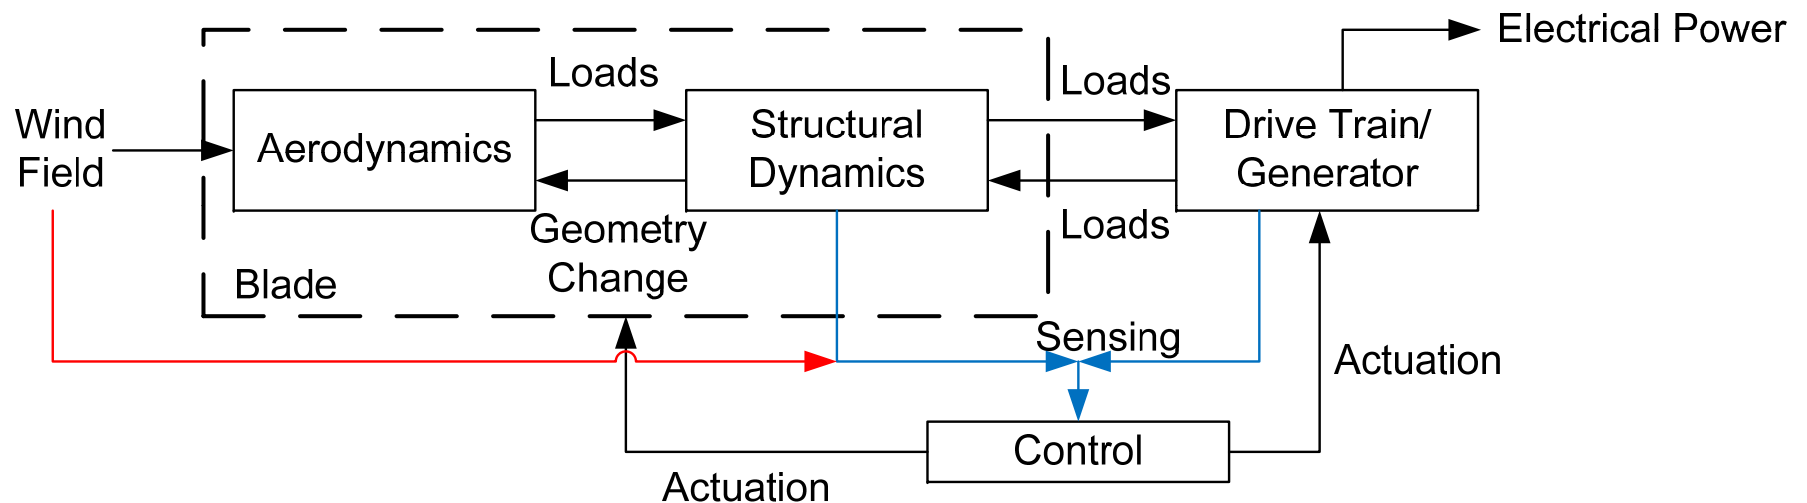 Electrical Power
Loads
Loads
Wind
Field
Aerodynamics
Structural
Dynamics
Drive Train/
Generator
Geometry
Change
Loads
Blade
Sensing
Actuation
Control
Actuation